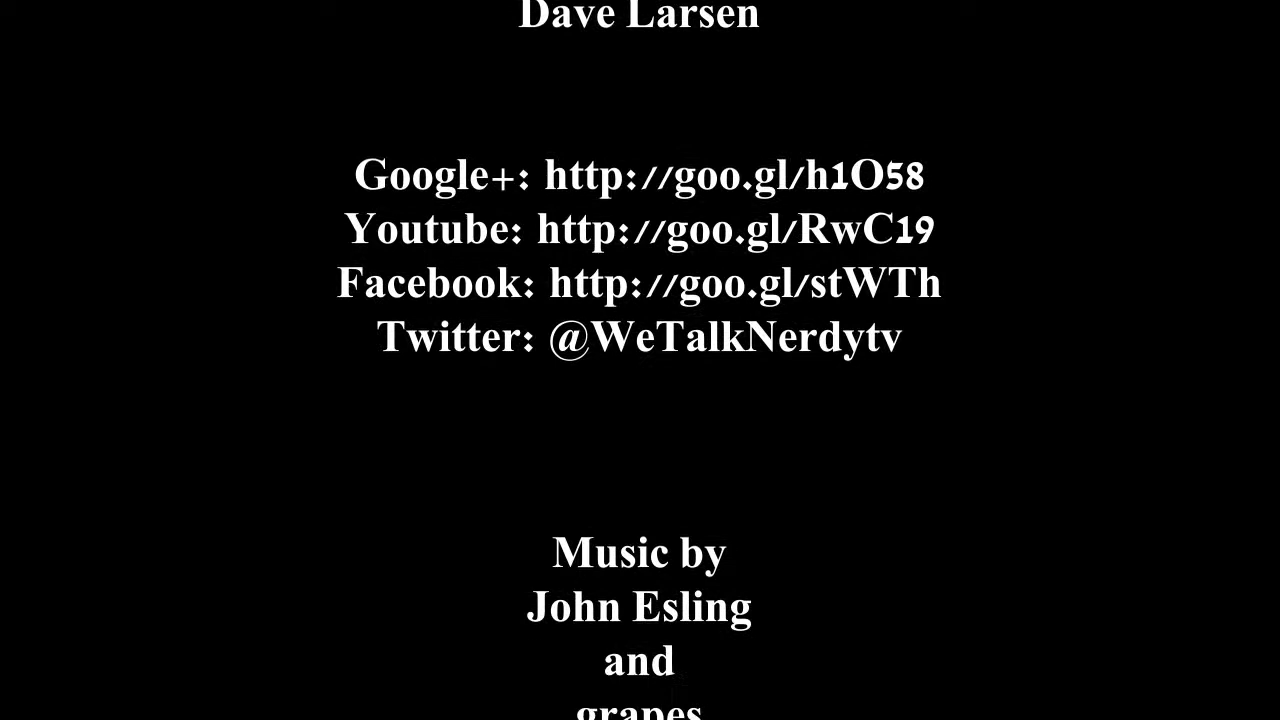 Dave Larsen
Google+: http://goo.gl/h1O58
Youtube: http://goo.gl/RwC19
Facebook: http://goo.gl/stWTh
Twitter: @WeTalkNerdytv
Music by
John Esling
and
grapes